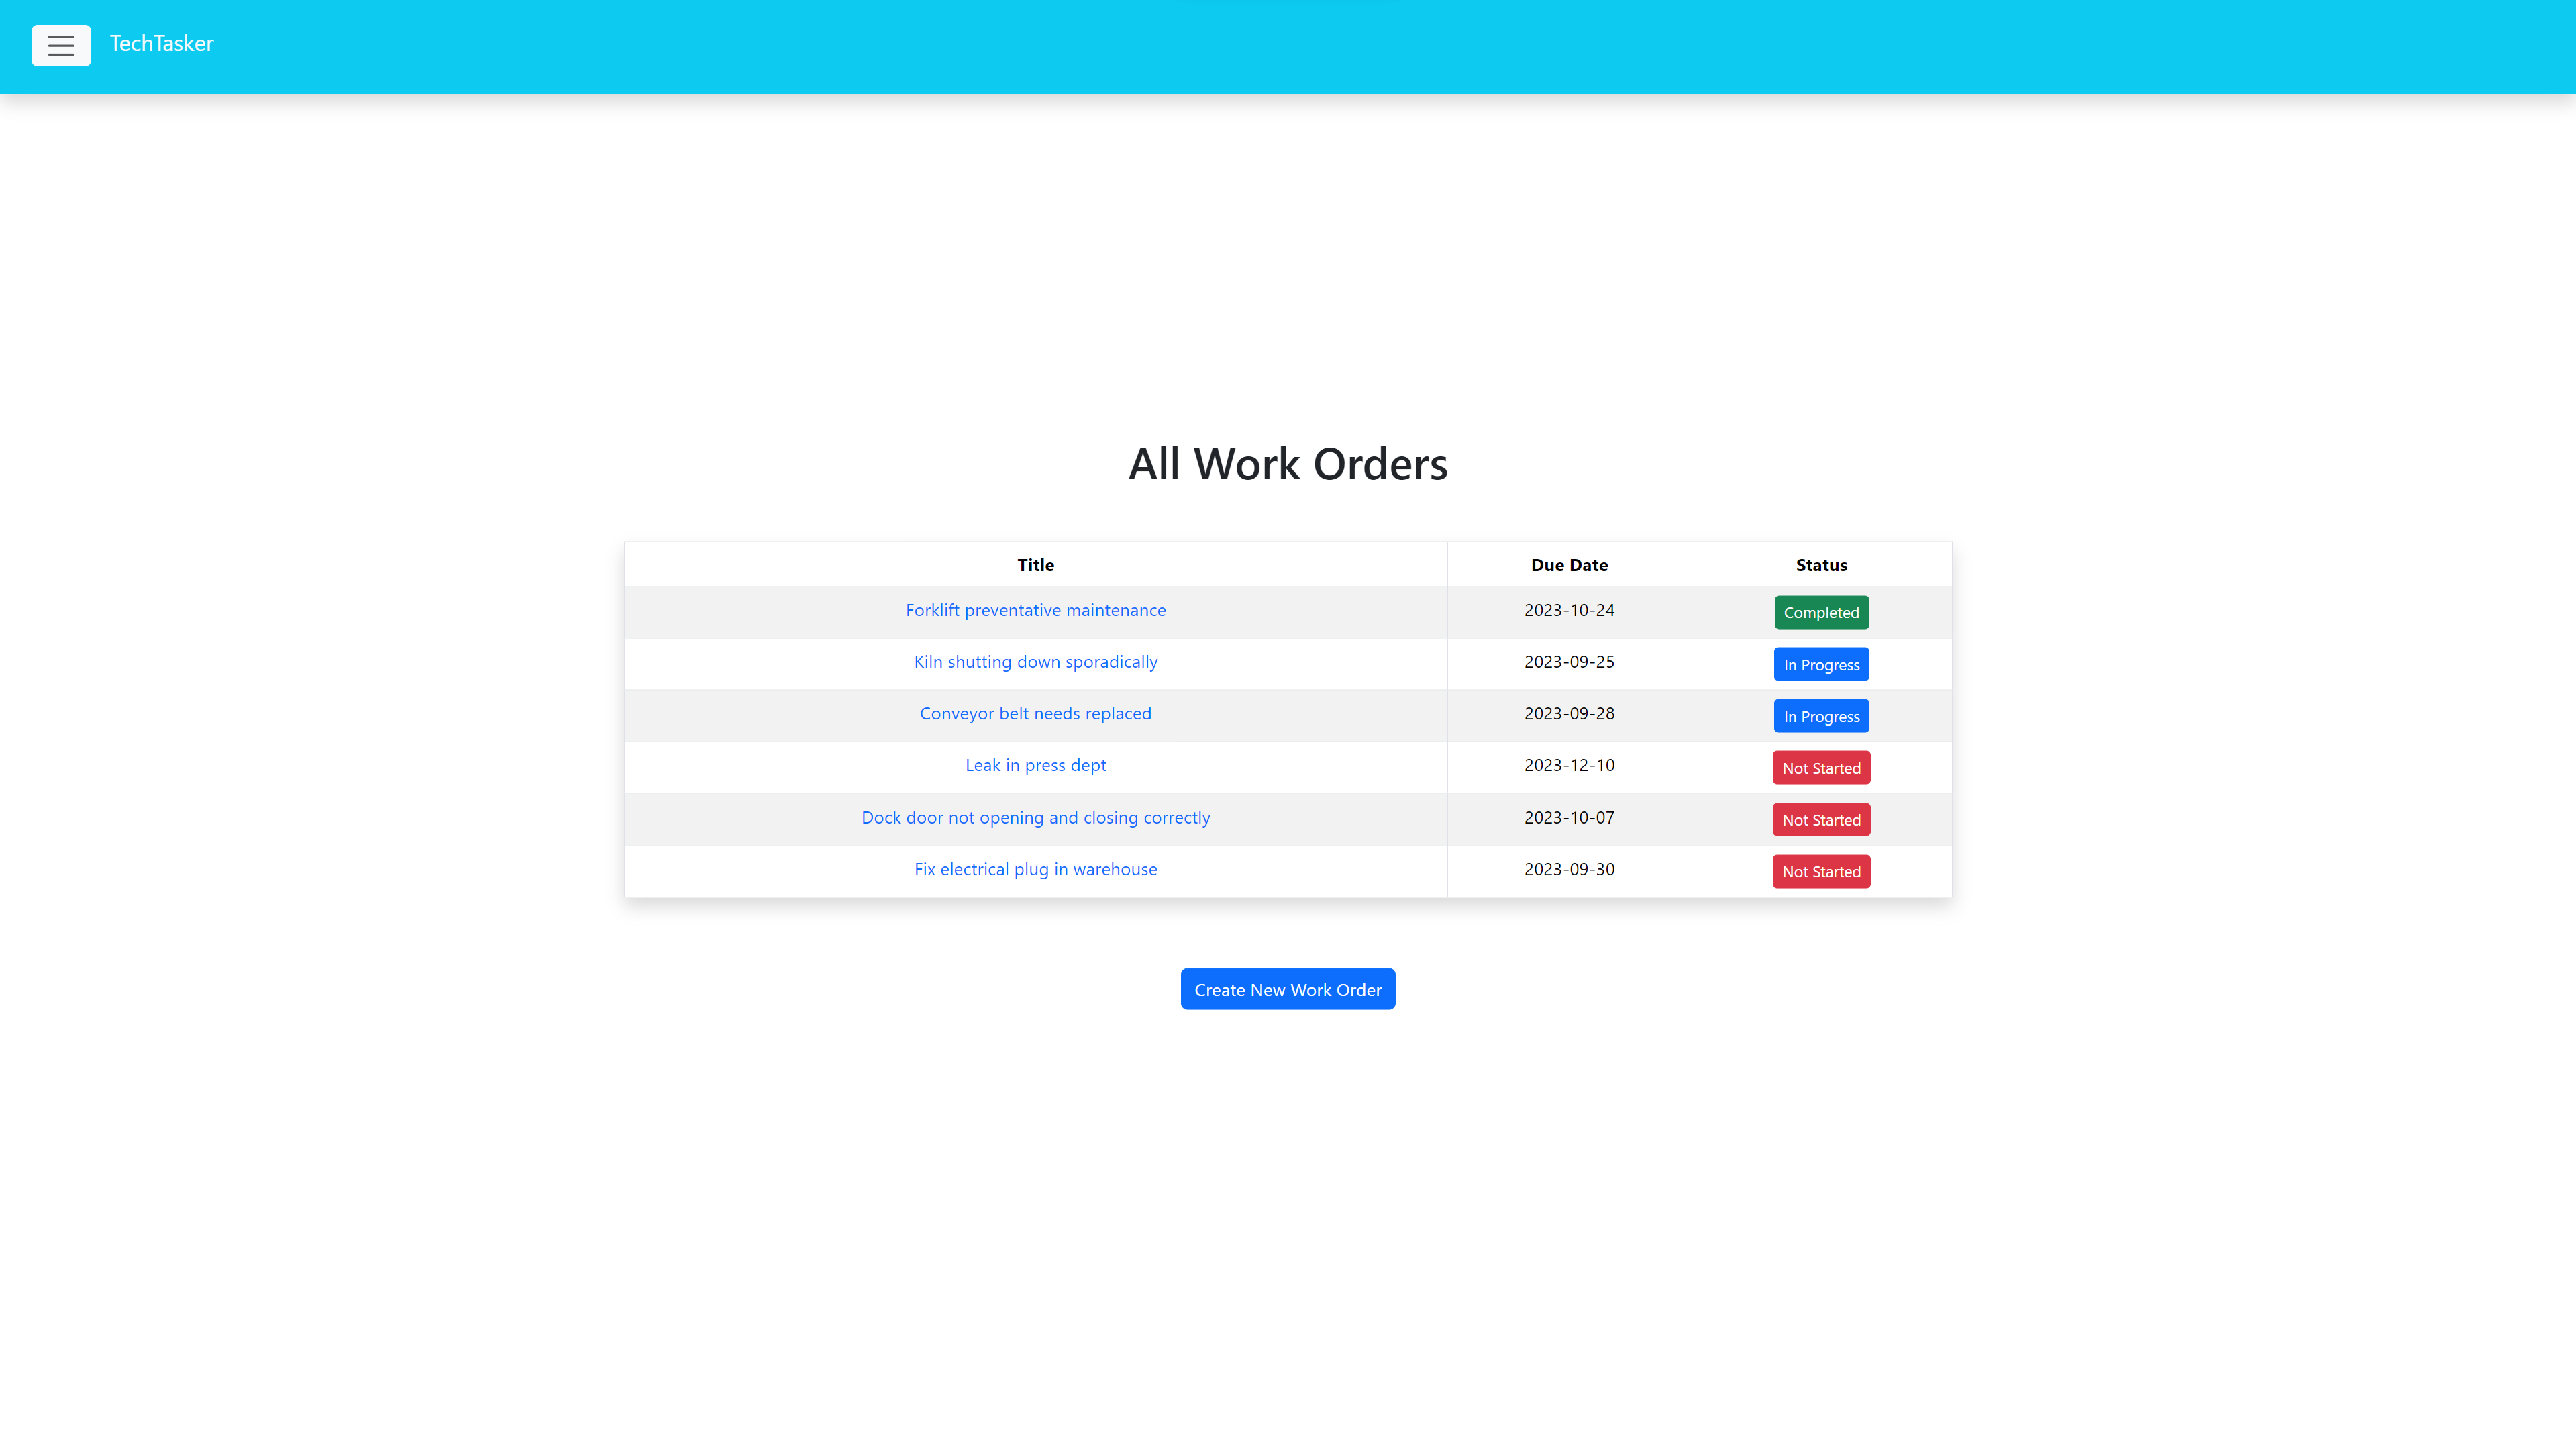 TechTasker
All Work Orders
Title Due Date Status
Forklift preventative maintenance 2023-10-24 Completed
Kiln shutting down sporadically 2023-09-25 In Progress
Conveyor belt needs replaced 2023-09-28 In Progress
Leak in press dept 2023-12-10 Not Started
Dock door not opening and closing correctly 2023-10-07 Not Started
Fix electrical plug in warehouse 2023-09-30 Not Started
Create New Work Order